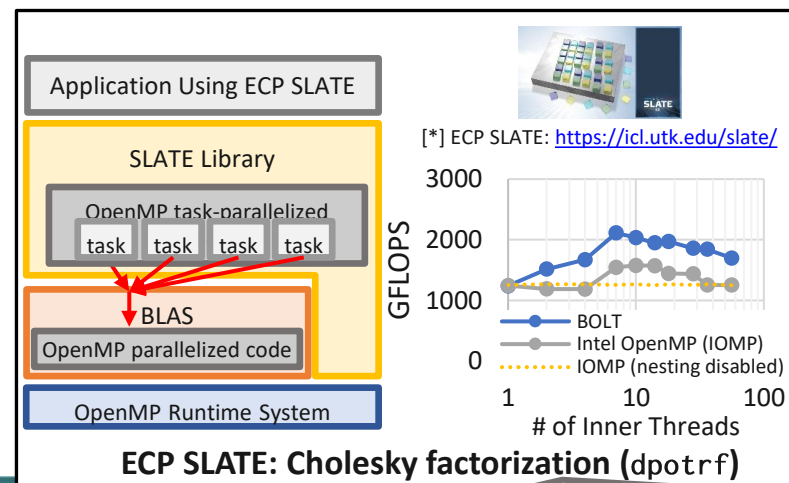 Application Using ECP SLATE
SLATE Library
OpenMP task-parallelized
task task task task
BLAS
OpenMP parallelized code
OpenMP Runtime System
SLATE
[*] ECP SLATE: https://icl.utk.edu/slate/
GFLOPS
3000
2000
1000
0
BOLT
Intel OpenMP (IOMP)
IOMP (nesting disabled)
1 10 100
# of Inner Threads
ECP SLATE: Cholesky factorization (dpotrf)